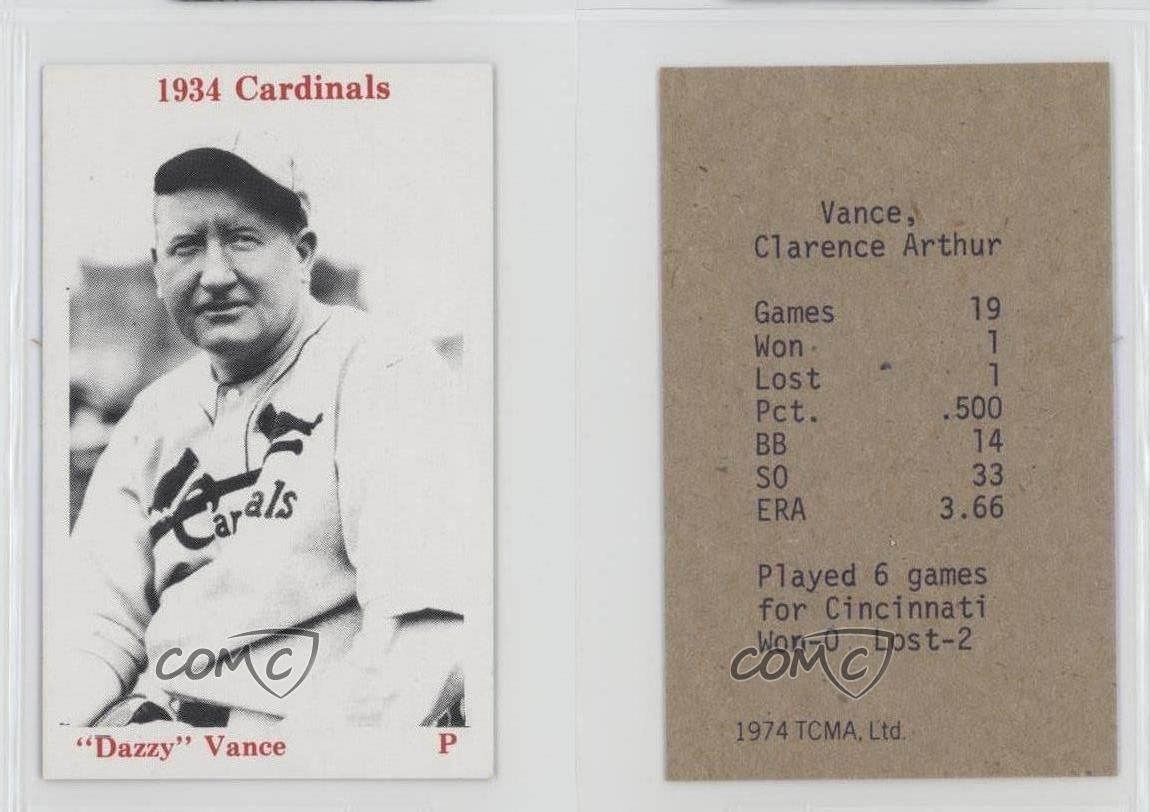 1934 Cardinals
Carals
"Dazzy" Vance P
COMC
Vance,
Clarence Arthur
Games 19
Won 1
Lost 1
Pct. .500
BB 14
SO 33
ERA 3.66
Played 6 games
for Cincinnati
Won-0 Lost-2
COMC
1974 TCMA, Ltd.